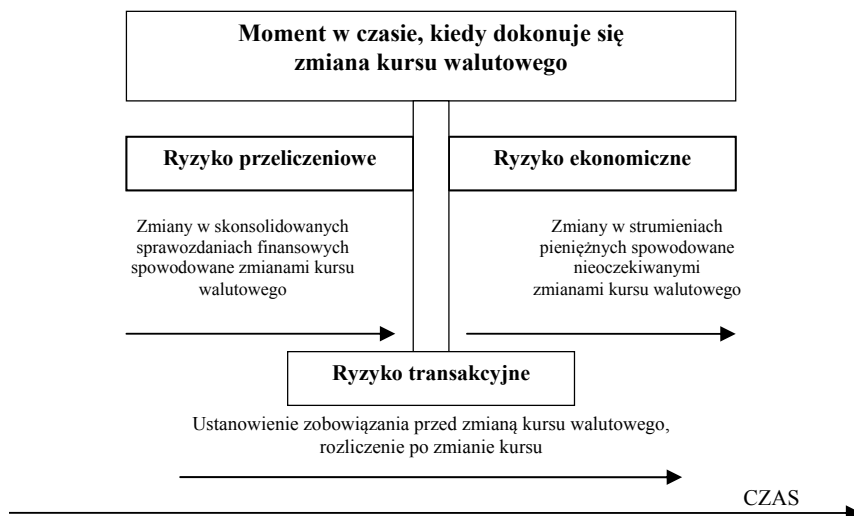 Moment w czasie, kiedy dokonuje się
zmiana kursu walutowego
Ryzyko przeliczeniowe
Ryzyko ekonomiczne
Zmiany w skonsolidowanych
sprawozdaniach finansowych
spowodowane zmianami kursu
walutowego
Zmiany w strumieniach
pieniężnych spowodowane
nieoczekiwanymi
zmianami kursu walutowego
Ryzyko transakcyjne
Ustanowienie zobowiązania przed zmianą kursu walutowego,
rozliczenie po zmianie kursu
CZAS